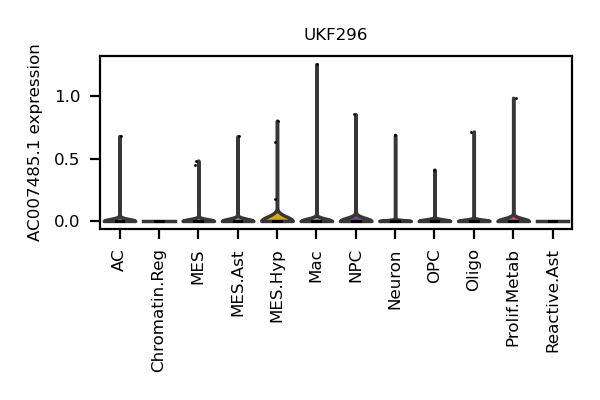 UKF296
AC007485.1 expression
1.0
0.5
0.0
AC
Chromatin.Reg
MES
MES.Ast
MES.Hyp
Mac
NPC
Neuron
OPC
Oligo
Prolif.Metab
Reactive.Ast